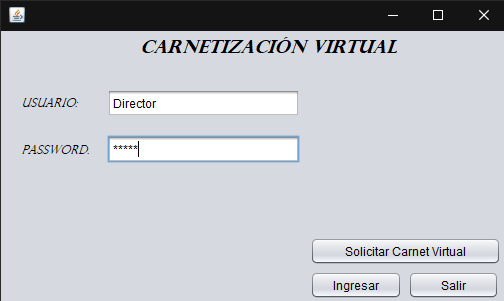 CARNETIZACIÓN VIRTUAL
USUARIO: Director
PASSWORD: *****
Solicitar Carnet Virtual
Ingresar Salir